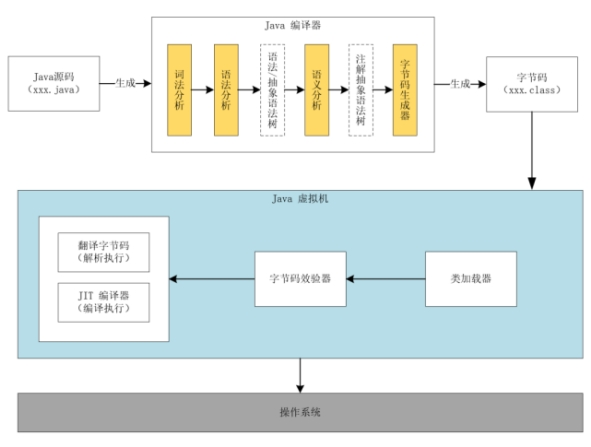 Java 编译器
Java源码
（xxx.java）
生成
词法分析
语法分析
语法/抽象语法树
语义分析
注解抽象语法树
字节码生成器
生成
字节码
（xxx.class）
Java 虚拟机
翻译字节码
（解析执行）
JIT 编译器
（编译执行）
字节码效验器
类加载器
操作系统